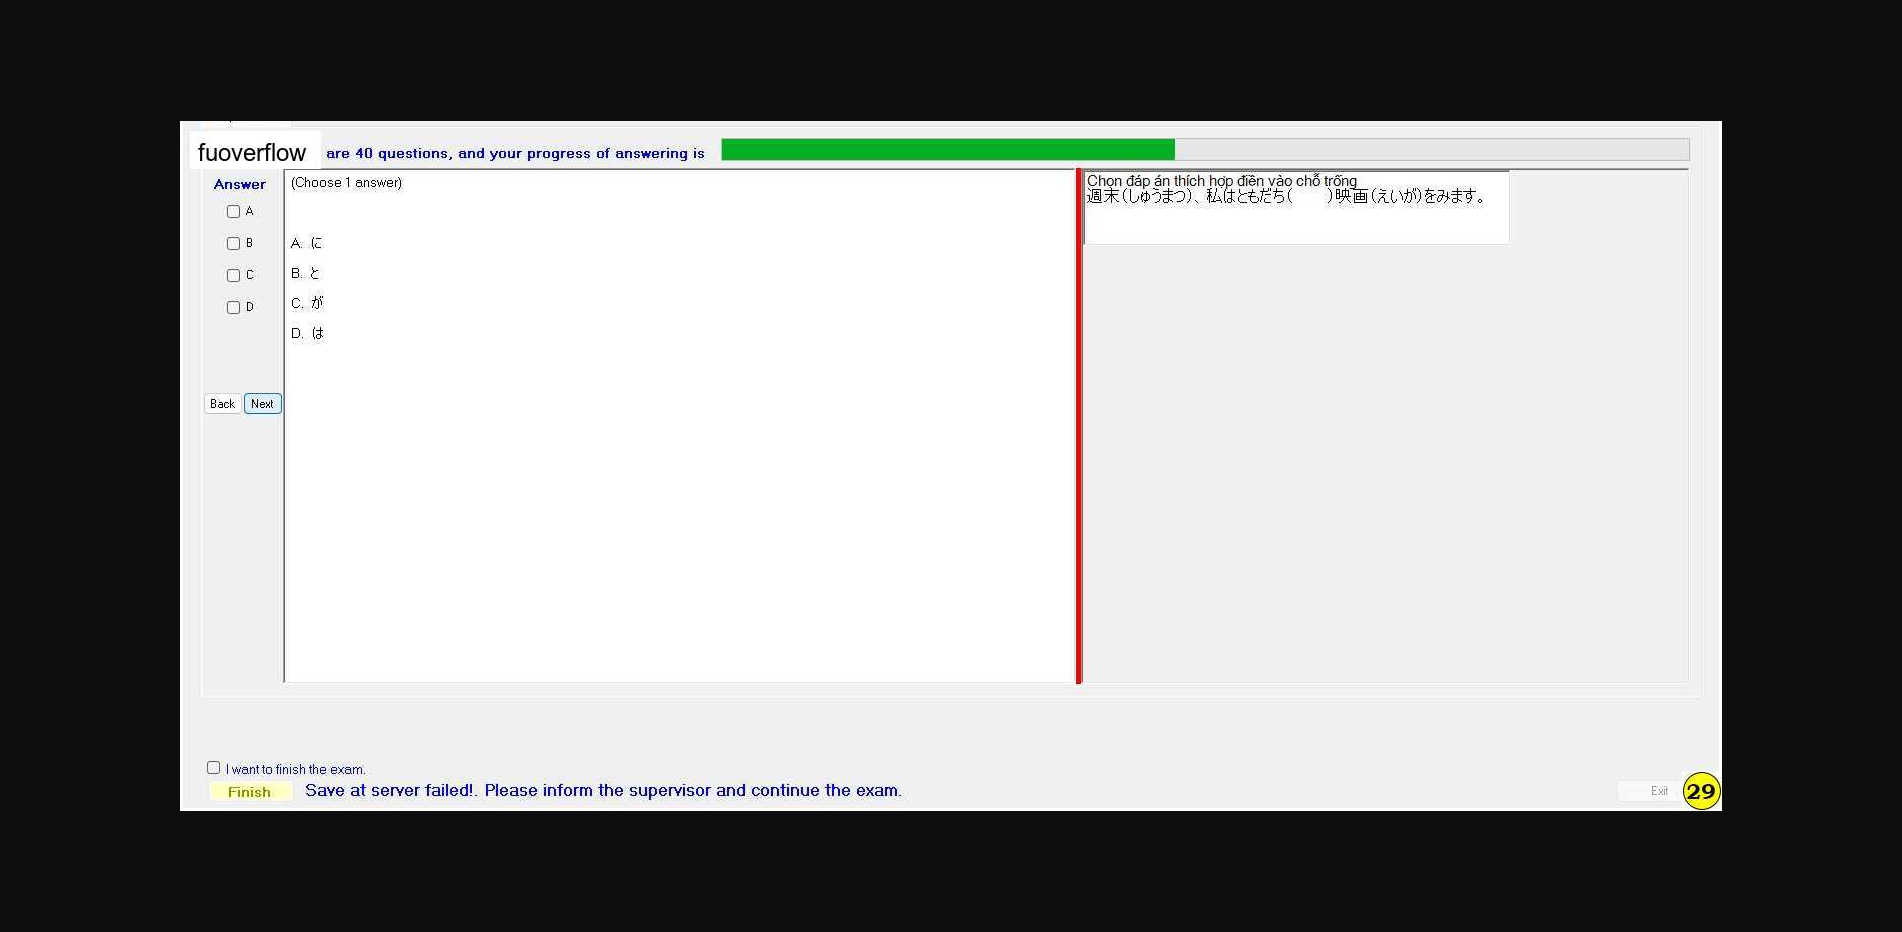 fuoverflow are 40 questions, and your progress of answering is
Answer
A
B
C
D
Back Next
(Choose 1 answer)
A. に
B. と
C. が
D. は
Chọn đáp án thích hợp điền vào chỗ trống
週末(しゅうまつ)、私はともだち(　　)映画(えいが)をみます。
I want to finish the exam.
Finish Save at server failed!. Please inform the supervisor and continue the exam.
Exit 29